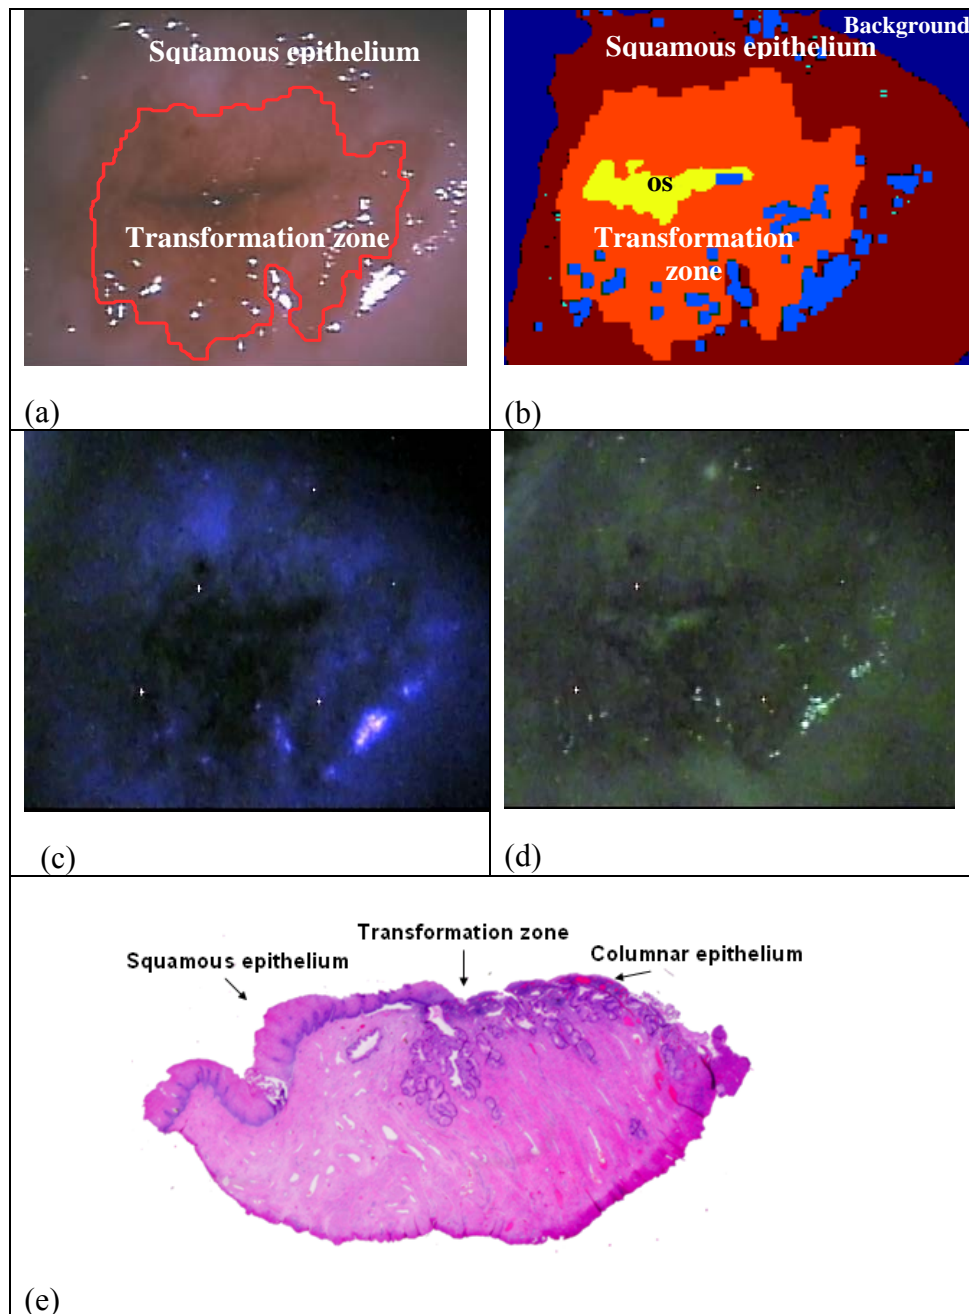 Squamous epithelium
Transformation zone
(a)
Background
Squamous epithelium
os
Transformation
zone
(b)
(c)
(d)
Transformation zone
Squamous epithelium
Columnar epithelium
(e)